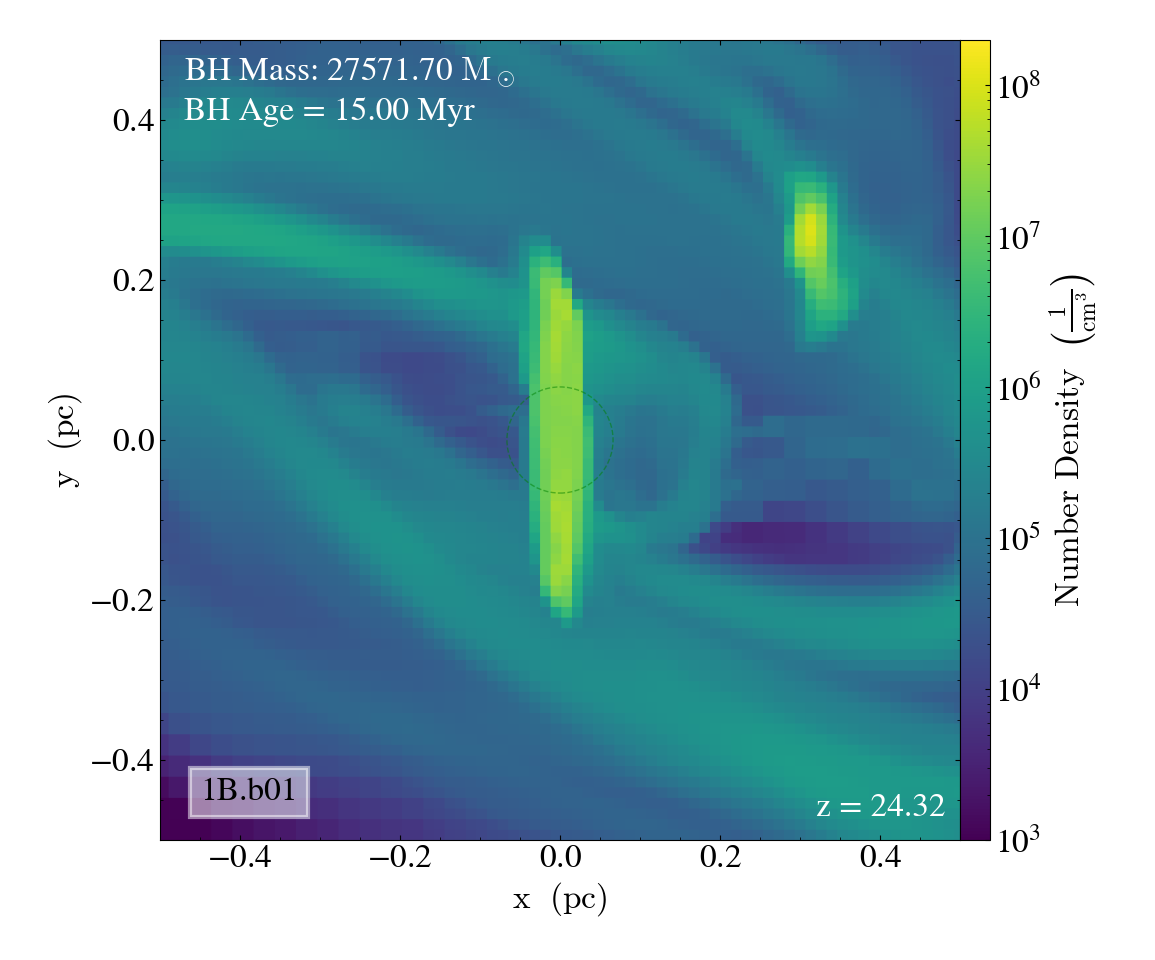 BH Mass: 27571.70 M⊙
BH Age = 15.00 Myr
0.4
0.2
0.0
−0.2
−0.4
y (pc)
1B.b01
z = 24.32
−0.4 −0.2 0.0 0.2 0.4
x (pc)
10⁸
10⁷
10⁶
10⁵
10⁴
10³
Number Density (1/cm³)